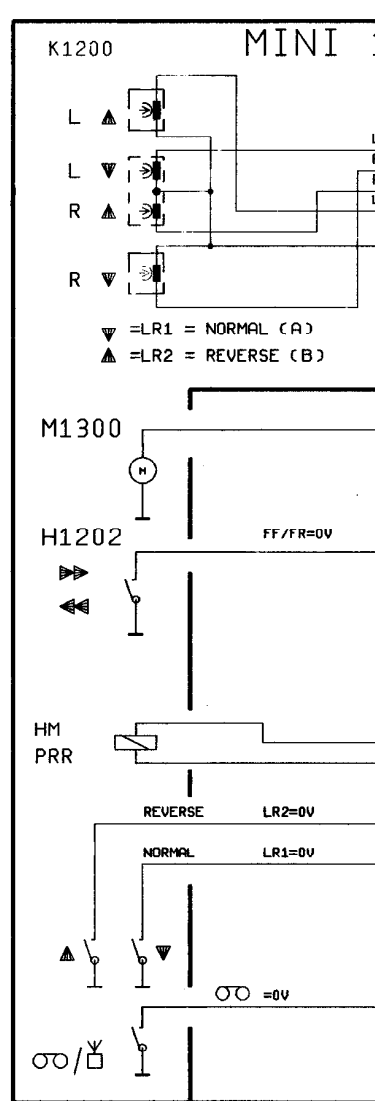 K1200 MINI
L
L
R
R
=LR1 = NORMAL (A)
=LR2 = REVERSE (B)
M1300
M
H1202
FF/FR=0V
HM
PRR
REVERSE LR2=0V
NORMAL LR1=0V
=0V
/